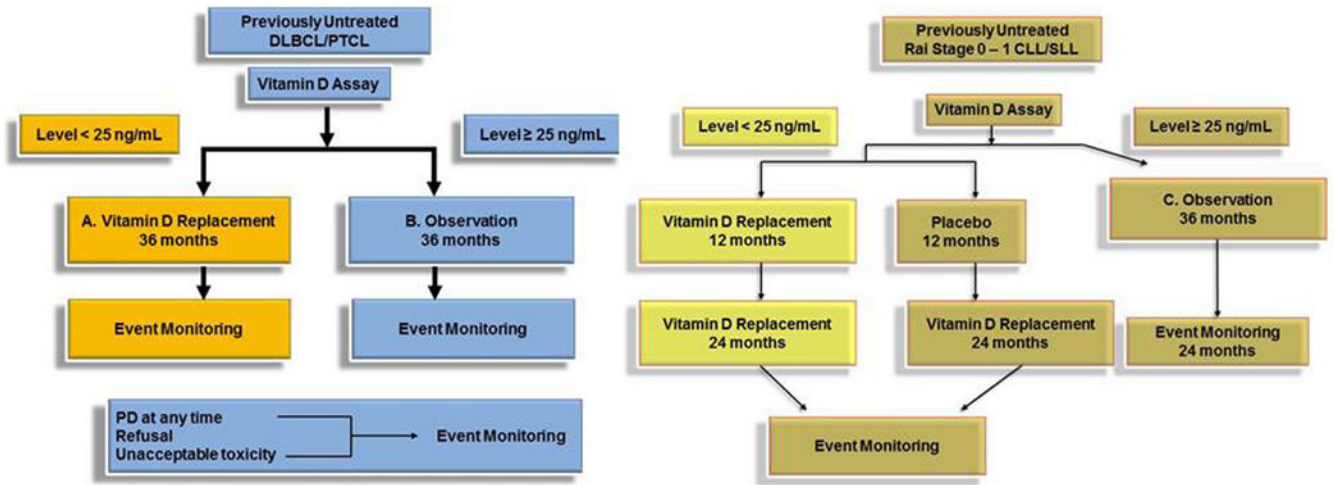 Previously Untreated
DLBCL/PTCL
Vitamin D Assay
Level < 25 ng/mL
Level ≥ 25 ng/mL
A. Vitamin D Replacement
36 months
B. Observation
36 months
Event Monitoring
Event Monitoring
PD at any time
Refusal
Unacceptable toxicity
Event Monitoring
Previously Untreated
Rai Stage 0 – 1 CLL/SLL
Vitamin D Assay
Level < 25 ng/mL
Level ≥ 25 ng/mL
Vitamin D Replacement
12 months
Placebo
12 months
C. Observation
36 months
Vitamin D Replacement
24 months
Vitamin D Replacement
24 months
Event Monitoring
24 months
Event Monitoring